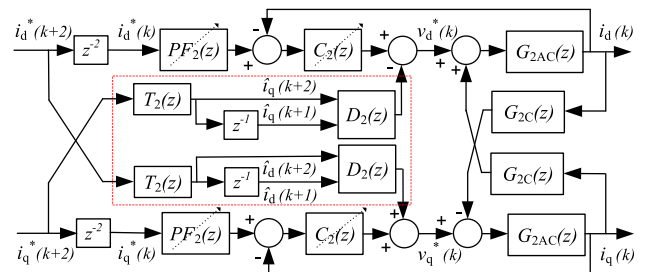 i_d^*(k+2) z^-2 i_d^*(k) PF_2(z) - + C_2(z) + - v_d^*(k) + + G_2AC(z) i_d(k)
T_2(z) î_q(k+2) z^-1 î_q(k+1) D_2(z) G_2C(z)
T_2(z) î_d(k+2) z^-1 î_d(k+1) D_2(z) G_2C(z)
i_q^*(k+2) z^-2 i_q^*(k) PF_2(z) + - C_2(z) + + v_q^*(k) - + G_2AC(z) i_q(k)